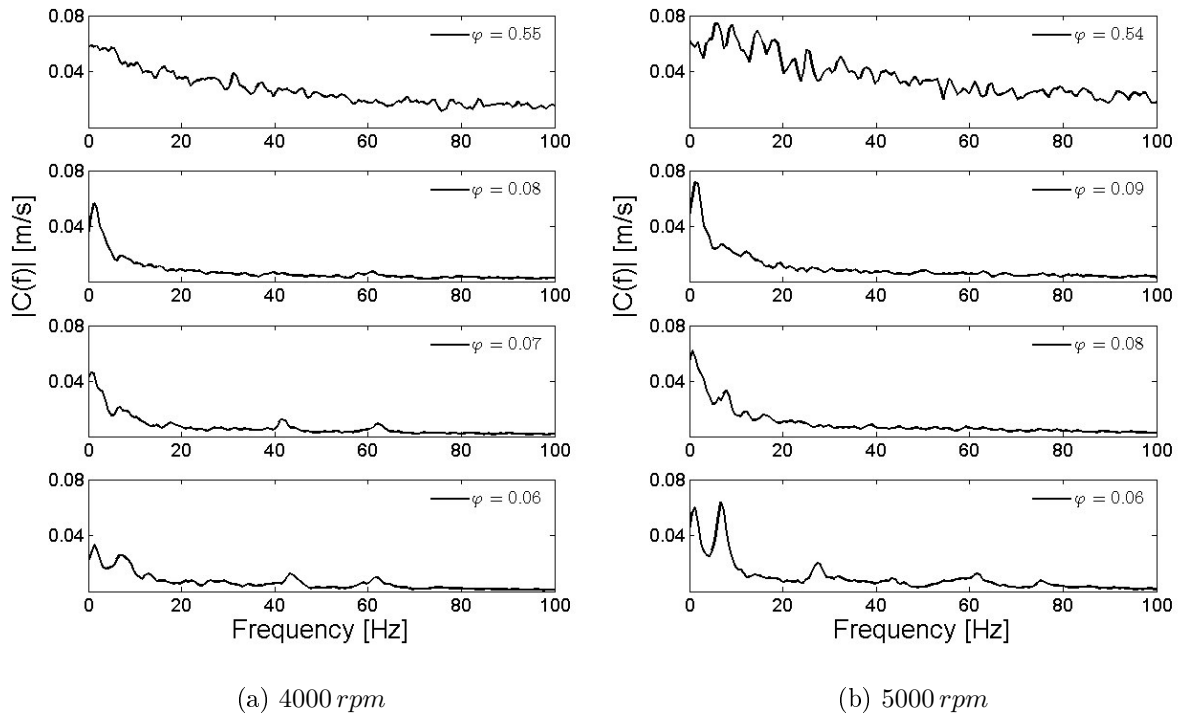 |C(f)| [m/s]
0.08
0.04
φ = 0.55
0 20 40 60 80 100
0.08
0.04
φ = 0.08
0 20 40 60 80 100
0.08
0.04
φ = 0.07
0 20 40 60 80 100
0.08
0.04
φ = 0.06
0 20 40 60 80 100
Frequency [Hz]
(a) 4000 rpm
|C(f)| [m/s]
0.08
0.04
φ = 0.54
0 20 40 60 80 100
0.08
0.04
φ = 0.09
0 20 40 60 80 100
0.08
0.04
φ = 0.08
0 20 40 60 80 100
0.08
0.04
φ = 0.06
0 20 40 60 80 100
Frequency [Hz]
(b) 5000 rpm